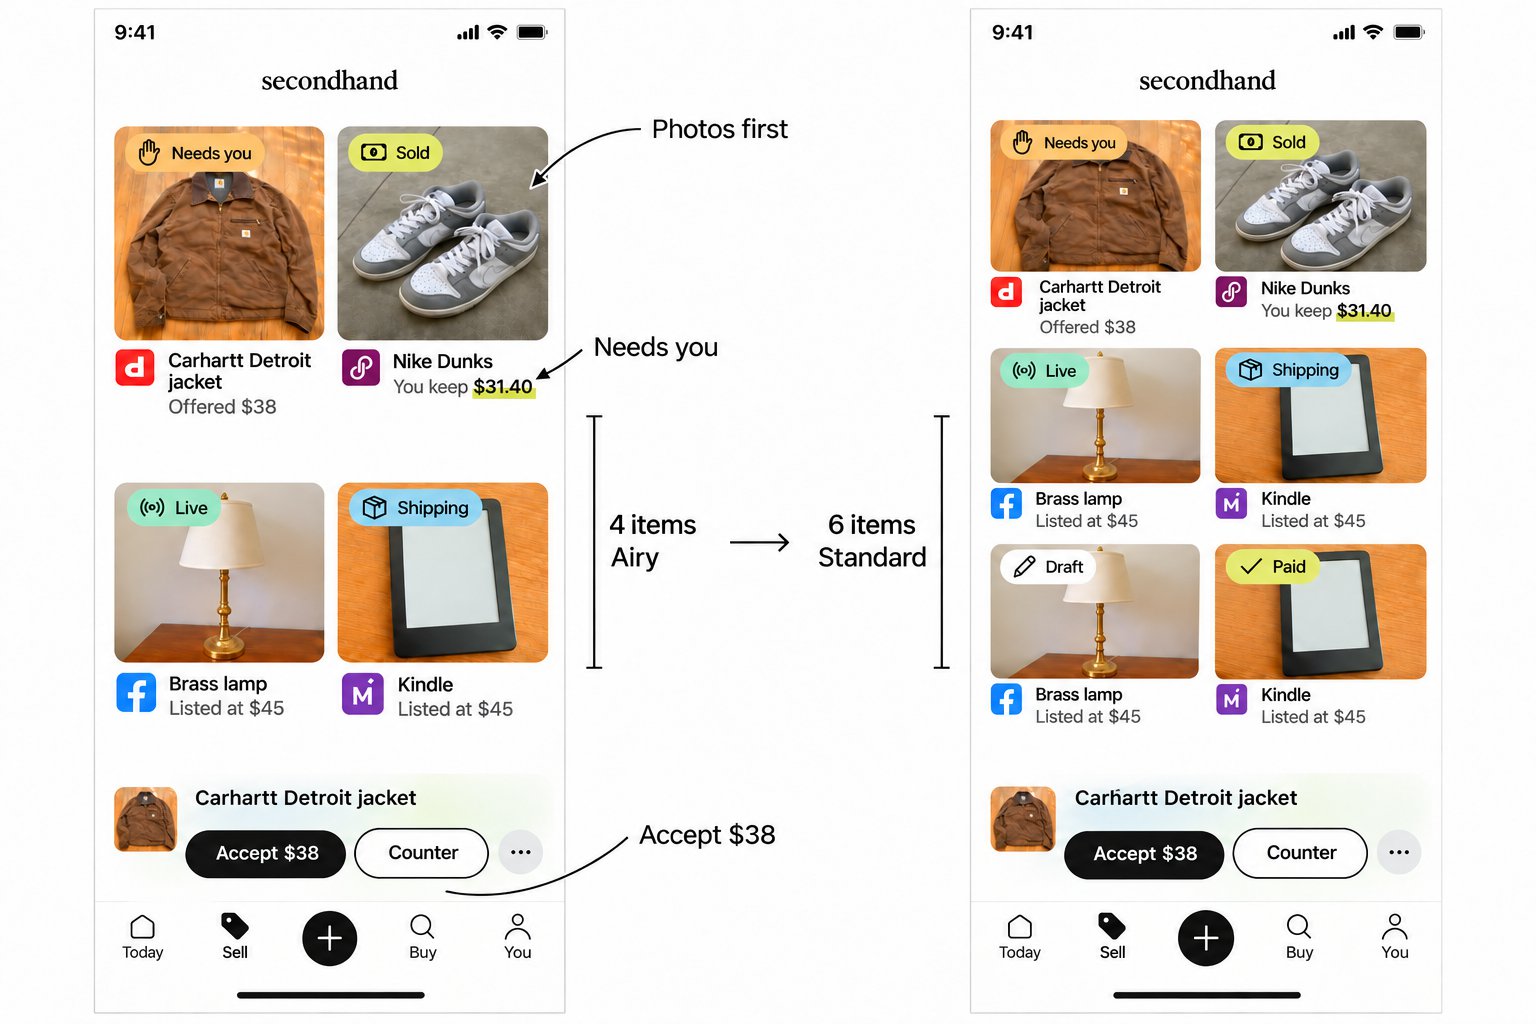 9:41
secondhand
Needs you
Sold
Carhartt Detroit
jacket
Offered $38
Nike Dunks
You keep $31.40
Live
Shipping
Brass lamp
Listed at $45
Kindle
Listed at $45
Carhartt Detroit jacket
Accept $38
Counter
Today
Sell
Buy
You
Photos first
Needs you
4 items
Airy
6 items
Standard
Accept $38
9:41
secondhand
Needs you
Sold
Carhartt Detroit
jacket
Offered $38
Nike Dunks
You keep $31.40
Live
Shipping
Brass lamp
Listed at $45
Kindle
Listed at $45
Draft
Paid
Brass lamp
Listed at $45
Kindle
Listed at $45
Carhartt Detroit jacket
Accept $38
Counter
Today
Sell
Buy
You